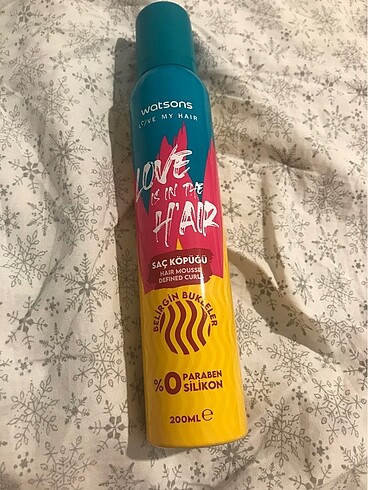 watsons
LOVE MY HAIR
LOVE
IS IN THE
H'AIR
SAÇ KÖPÜĞÜ
HAIR MOUSSE
DEFINED CURLS
BELİRGİN BUKLELER
%0 PARABEN
SİLİKON
200ML e